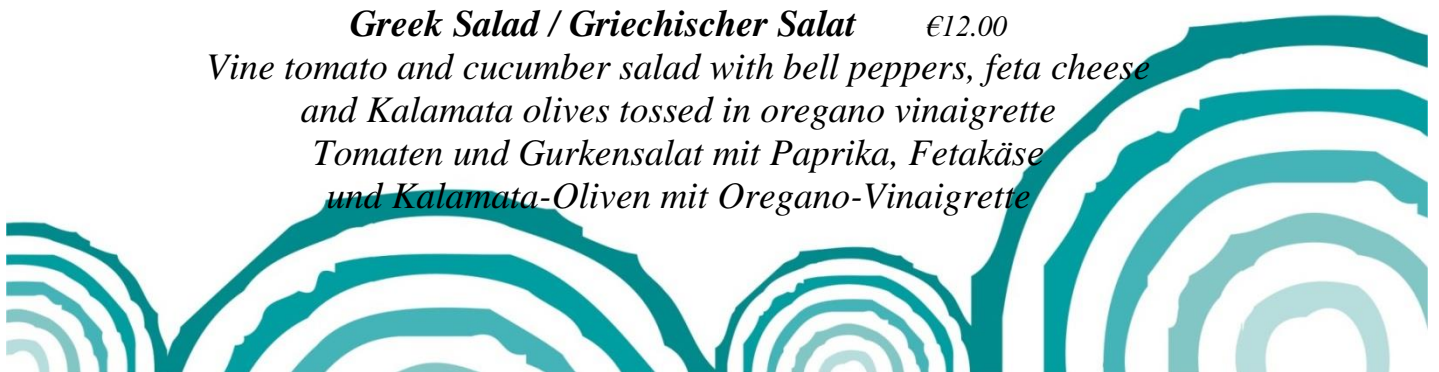 Greek Salad / Griechischer Salat €12.00
Vine tomato and cucumber salad with bell peppers, feta cheese
and Kalamata olives tossed in oregano vinaigrette
Tomaten und Gurkensalat mit Paprika, Fetakäse
und Kalamata-Oliven mit Oregano-Vinaigrette